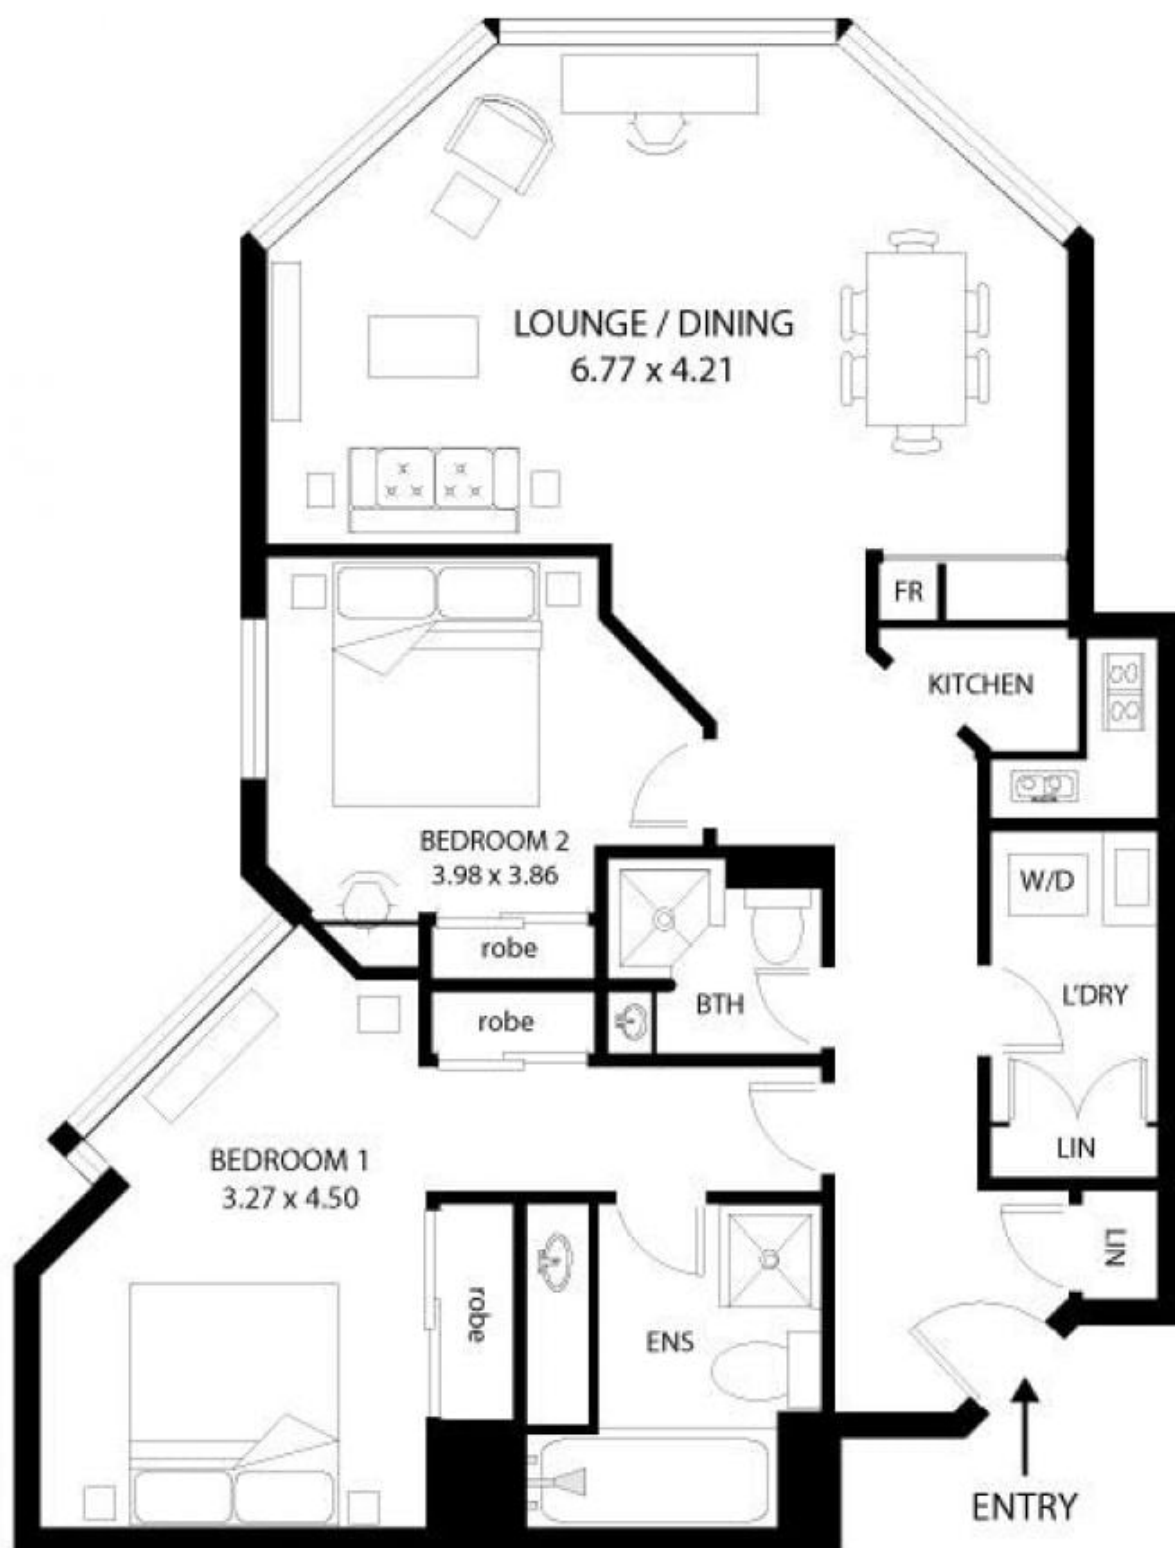 LOUNGE / DINING
6.77 x 4.21
FR
KITCHEN
BEDROOM 2
3.98 x 3.86
W/D
robe
robe
BTH
L'DRY
BEDROOM 1
3.27 x 4.50
LIN
LIN
robe
ENS
ENTRY